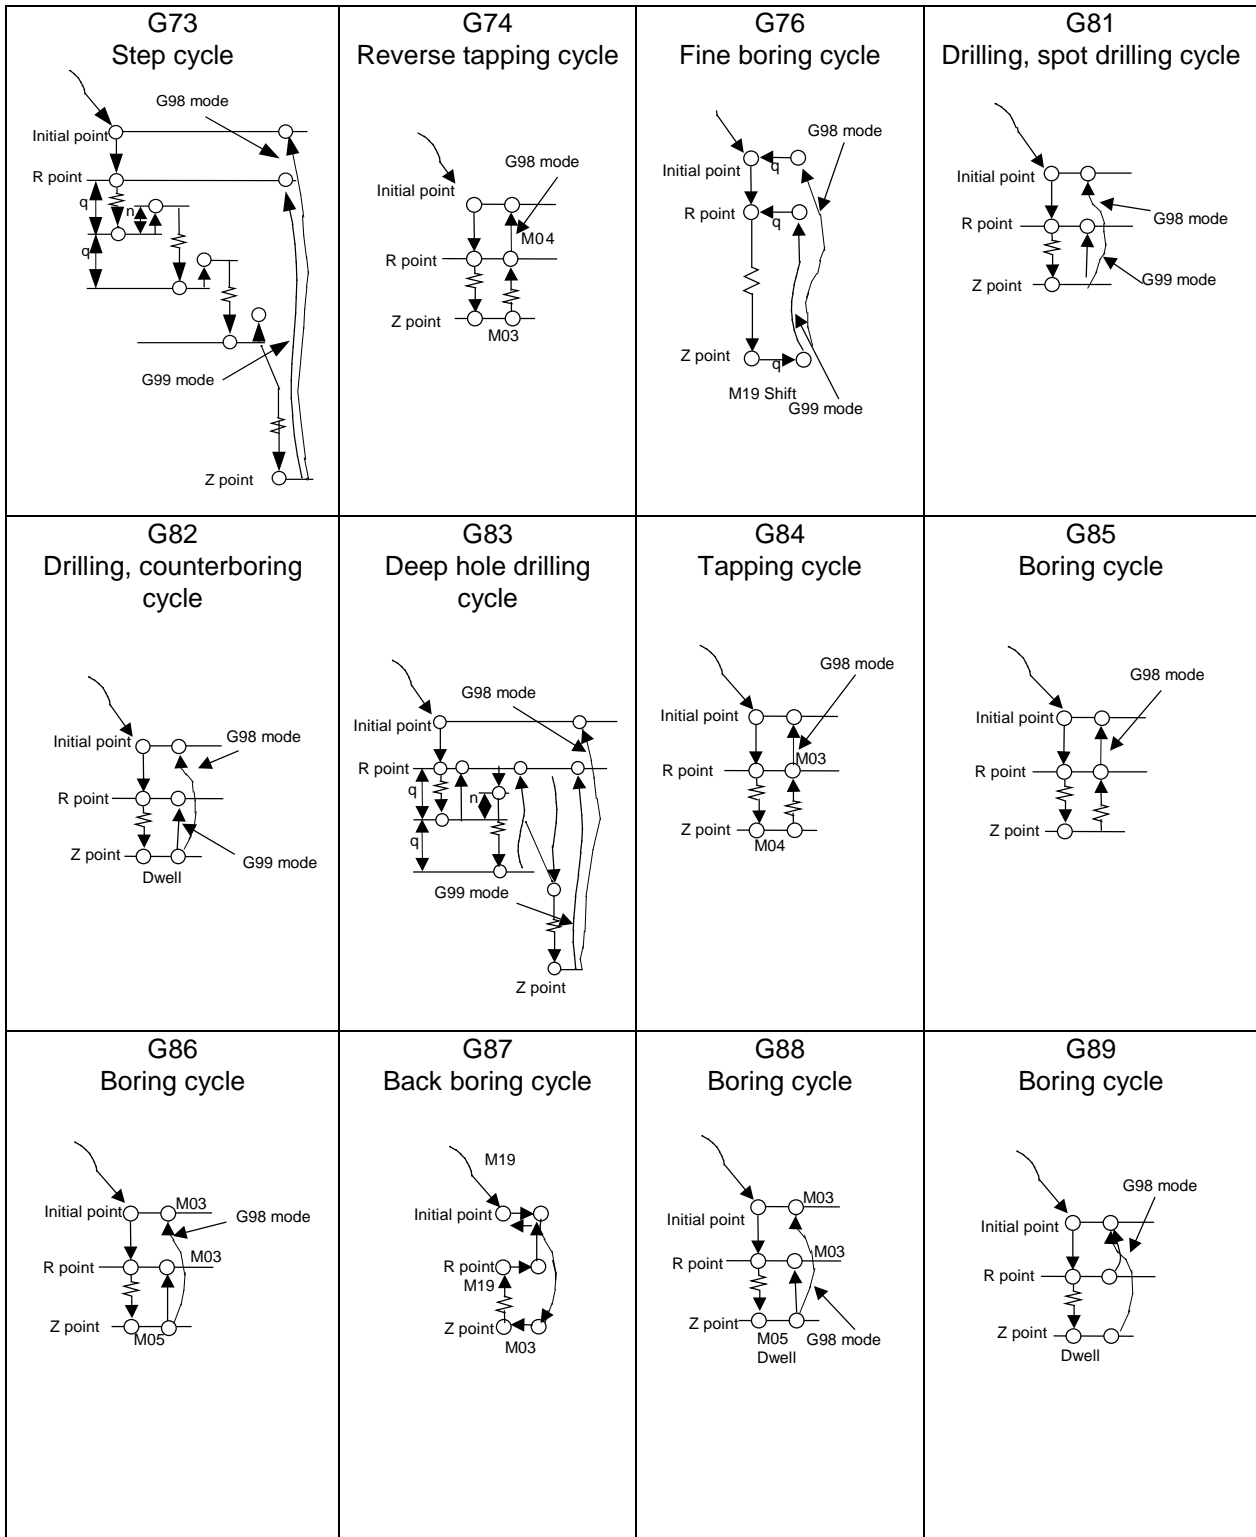 G73
Step cycle
G98 mode
Initial point
R point
q
n
q
G99 mode
Z point
G74
Reverse tapping cycle
G98 mode
Initial point
M04
R point
Z point
M03
G76
Fine boring cycle
G98 mode
Initial point
q
R point
q
Z point
q
M19 Shift
G99 mode
G81
Drilling, spot drilling cycle
Initial point
G98 mode
R point
G99 mode
Z point
G82
Drilling, counterboring
cycle
Initial point
G98 mode
R point
Z point
G99 mode
Dwell
G83
Deep hole drilling
cycle
G98 mode
Initial point
R point
q
n
q
G99 mode
Z point
G84
Tapping cycle
G98 mode
Initial point
M03
R point
Z point
M04
G85
Boring cycle
G98 mode
Initial point
R point
Z point
G86
Boring cycle
M03
Initial point
G98 mode
M03
R point
Z point
M05
G87
Back boring cycle
M19
Initial point
R point
M19
Z point
M03
G88
Boring cycle
M03
Initial point
M03
R point
Z point
M05
G98 mode
Dwell
G89
Boring cycle
G98 mode
Initial point
R point
Z point
Dwell